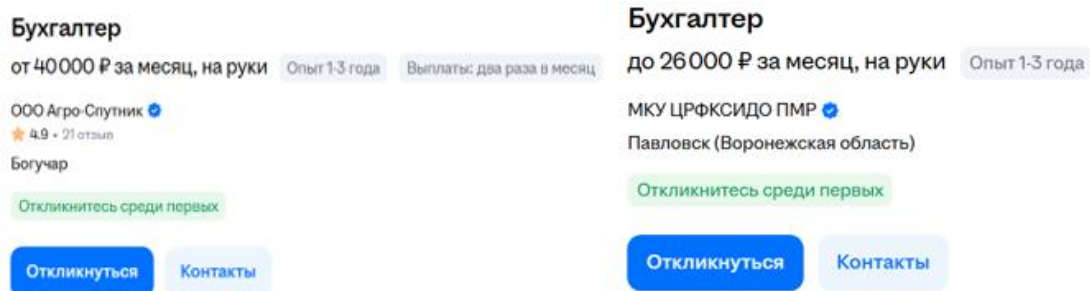 Бухгалтер
от 40 000 ₽ за месяц, на руки Опыт 1-3 года Выплаты: два раза в месяц
ООО Агро-Спутник
4.9 • 21 отзыв
Богучар
Откликнитесь среди первых
Откликнуться Контакты
Бухгалтер
до 26 000 ₽ за месяц, на руки Опыт 1-3 года
МКУ ЦРФКСИДО ПМР
Павловск (Воронежская область)
Откликнитесь среди первых
Откликнуться Контакты